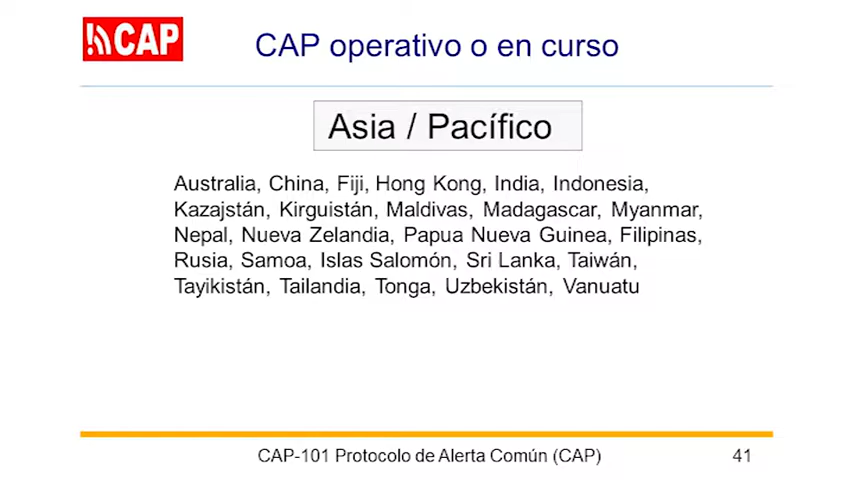 CAP
CAP operativo o en curso
Asia / Pacífico
Australia, China, Fiji, Hong Kong, India, Indonesia,
Kazajstán, Kirguistán, Maldivas, Madagascar, Myanmar,
Nepal, Nueva Zelandia, Papua Nueva Guinea, Filipinas,
Rusia, Samoa, Islas Salomón, Sri Lanka, Taiwán,
Tayikistán, Tailandia, Tonga, Uzbekistán, Vanuatu
CAP-101 Protocolo de Alerta Común (CAP)
41